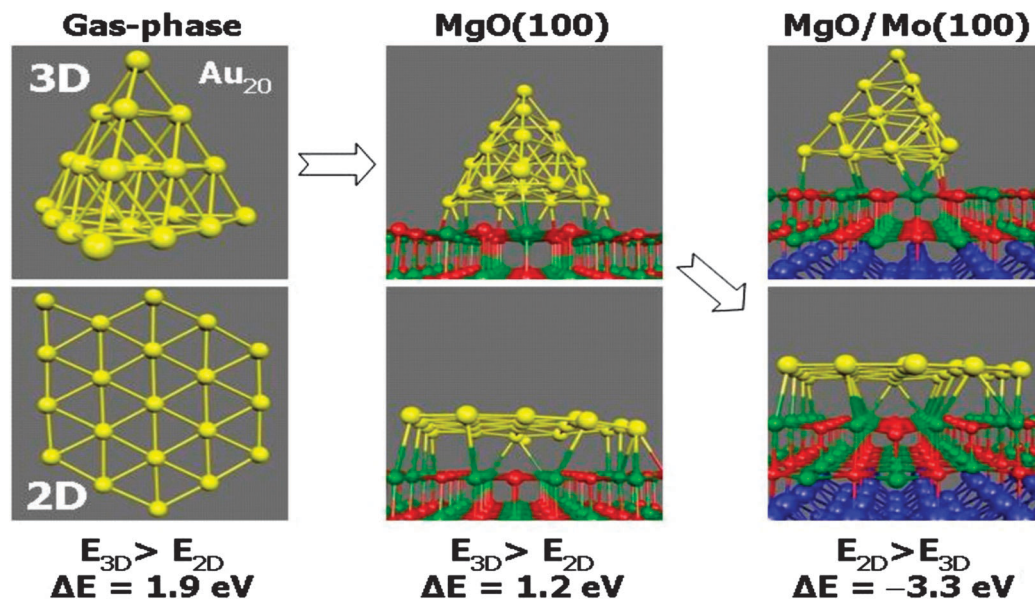 Gas-phase
MgO(100)
MgO/Mo(100)
3D
Au₂₀
2D
E₃D> E₂D
ΔE = 1.9 eV
E₃D> E₂D
ΔE = 1.2 eV
E₂D>E₃D
ΔE = −3.3 eV